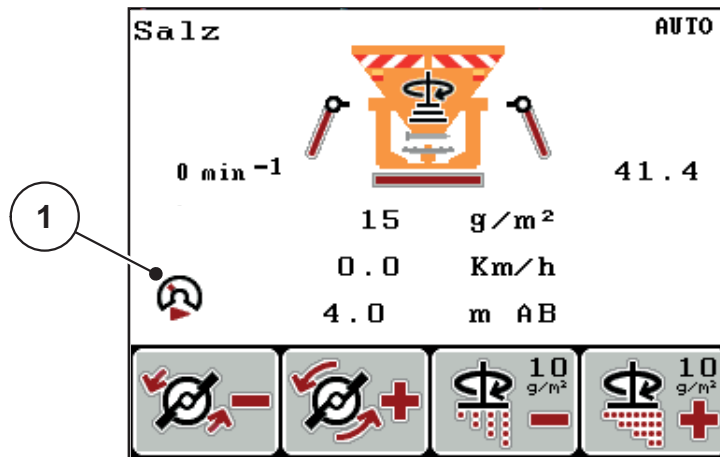 Salz AUTO
0 min⁻¹ 41.4
15 g/m²
1
0.0 Km/h
4.0 m AB
10 10
g/m² g/m²